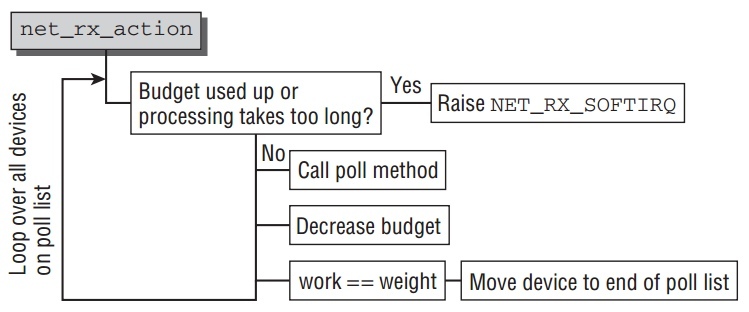 net_rx_action
Budget used up or
processing takes too long?
Yes
Raise NET_RX_SOFTIRQ
No
Call poll method
Decrease budget
work == weight
Move device to end of poll list
Loop over all devices
on poll list